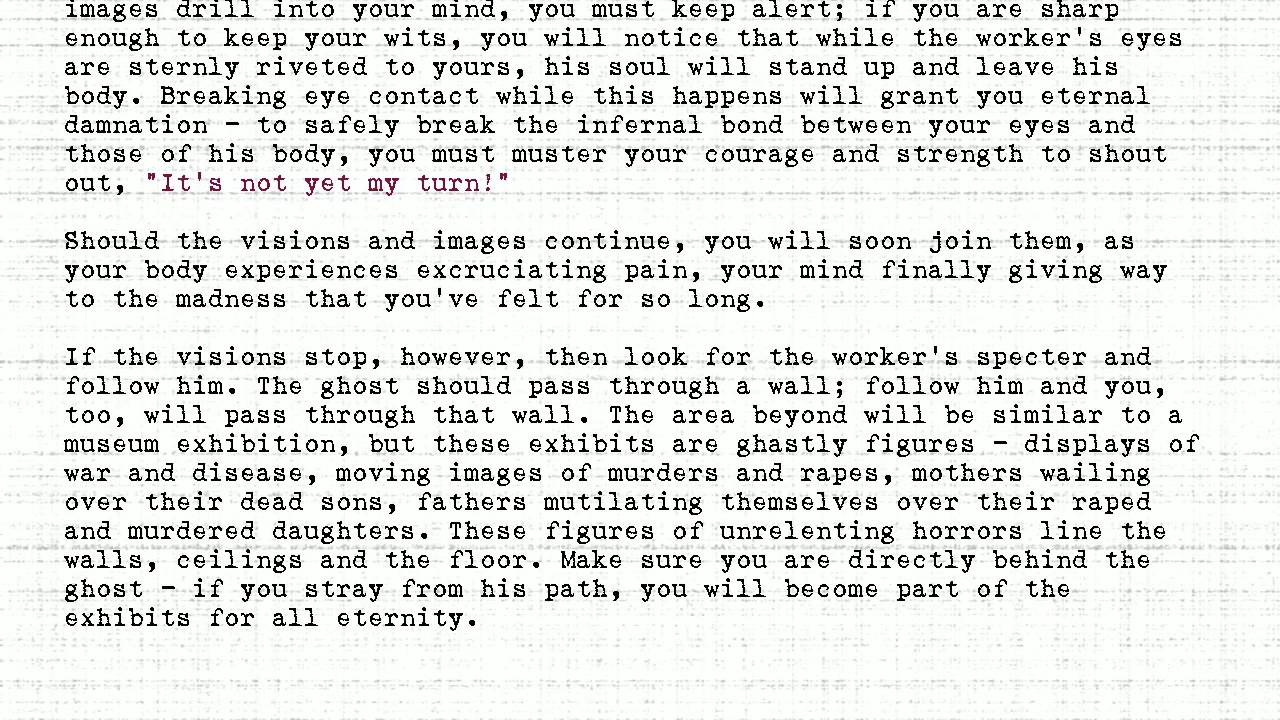 images drill into your mind, you must keep alert; if you are sharp
enough to keep your wits, you will notice that while the worker's eyes
are sternly riveted to yours, his soul will stand up and leave his
body. Breaking eye contact while this happens will grant you eternal
damnation - to safely break the infernal bond between your eyes and
those of his body, you must muster your courage and strength to shout
out, "It's not yet my turn!"
Should the visions and images continue, you will soon join them, as
your body experiences excruciating pain, your mind finally giving way
to the madness that you've felt for so long.
If the visions stop, however, then look for the worker's specter and
follow him. The ghost should pass through a wall; follow him and you,
too, will pass through that wall. The area beyond will be similar to a
museum exhibition, but these exhibits are ghastly figures - displays of
war and disease, moving images of murders and rapes, mothers wailing
over their dead sons, fathers mutilating themselves over their raped
and murdered daughters. These figures of unrelenting horrors line the
walls, ceilings and the floor. Make sure you are directly behind the
ghost - if you stray from his path, you will become part of the
exhibits for all eternity.